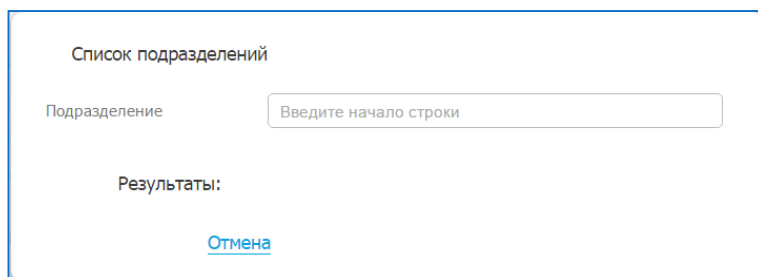 Список подразделений
Подразделение Введите начало строки
Результаты:
Отмена